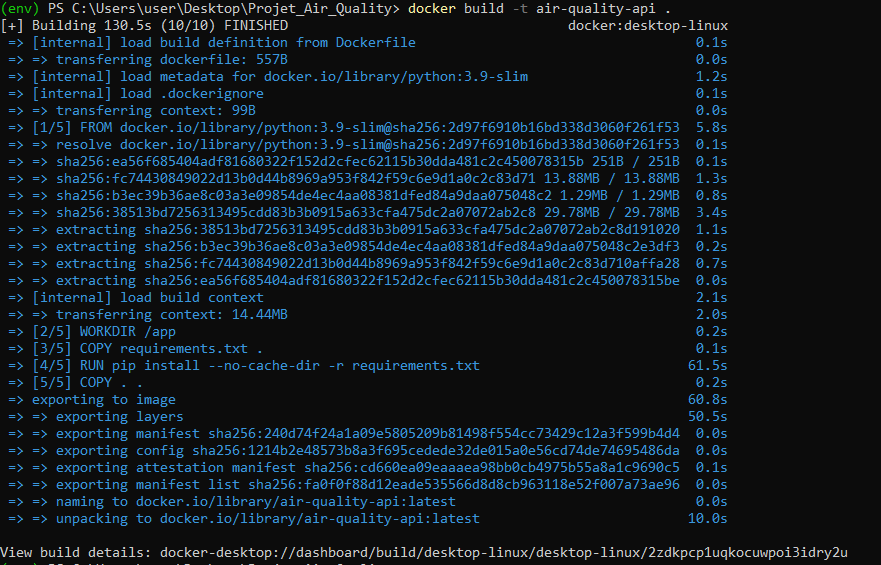 (env) PS C:\Users\user\Desktop\Projet_Air_Quality> docker build -t air-quality-api .
[+] Building 130.5s (10/10) FINISHED docker:desktop-linux
=> [internal] load build definition from Dockerfile 0.1s
=> => transferring dockerfile: 557B 0.0s
=> [internal] load metadata for docker.io/library/python:3.9-slim 1.2s
=> [internal] load .dockerignore 0.1s
=> => transferring context: 99B 0.0s
=> [1/5] FROM docker.io/library/python:3.9-slim@sha256:2d97f6910b16bd338d3060f261f53 5.8s
=> => resolve docker.io/library/python:3.9-slim@sha256:2d97f6910b16bd338d3060f261f53 0.1s
=> => sha256:ea56f685404adf81680322f152d2cfec62115b30dda481c2c450078315b 251B / 251B 0.1s
=> => sha256:fc74430849022d13b0d44b8969a953f842f59c6e9d1a0c2c83d71 13.88MB / 13.88MB 1.3s
=> => sha256:b3ec39b36ae8c03a3e09854de4ec4aa08381dfed84a9daa075048c2 1.29MB / 1.29MB 0.8s
=> => sha256:38513bd7256313495cdd83b3b0915a633cfa475dc2a07072ab2c8 29.78MB / 29.78MB 3.4s
=> => extracting sha256:38513bd7256313495cdd83b3b0915a633cfa475dc2a07072ab2c8d191020 1.1s
=> => extracting sha256:b3ec39b36ae8c03a3e09854de4ec4aa08381dfed84a9daa075048c2e3df3 0.2s
=> => extracting sha256:fc74430849022d13b0d44b8969a953f842f59c6e9d1a0c2c83d710affa28 0.7s
=> => extracting sha256:ea56f685404adf81680322f152d2cfec62115b30dda481c2c450078315be 0.0s
=> [internal] load build context 2.1s
=> => transferring context: 14.44MB 2.0s
=> [2/5] WORKDIR /app 0.2s
=> [3/5] COPY requirements.txt . 0.1s
=> [4/5] RUN pip install --no-cache-dir -r requirements.txt 61.5s
=> [5/5] COPY . . 0.2s
=> exporting to image 60.8s
=> => exporting layers 50.5s
=> => exporting manifest sha256:240d74f24a1a09e5805209b81498f554cc73429c12a3f599b4d4 0.0s
=> => exporting config sha256:1214b2e48573b8a3f695cedede32de015a0e56cd74de74695486da 0.0s
=> => exporting attestation manifest sha256:cd660ea09eaaaea98bb0cb4975b55a8a1c9690c5 0.1s
=> => exporting manifest list sha256:fa0f0f88d12eade535566d8d8cb963118e52f007a73ae96 0.0s
=> => naming to docker.io/library/air-quality-api:latest 0.0s
=> => unpacking to docker.io/library/air-quality-api:latest 10.0s
View build details: docker-desktop://dashboard/build/desktop-linux/desktop-linux/2zdkpcp1uqkocuwpoi3idry2u